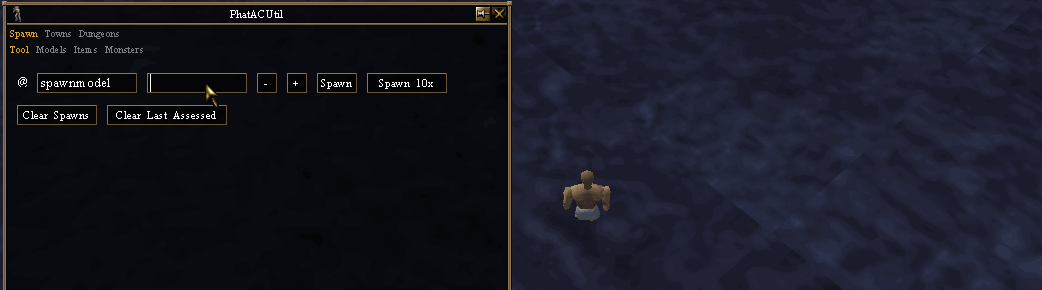 PhatACUtil
Spawn Towns Dungeons
Tool Models Items Monsters
@ spawnmodel - + Spawn Spawn 10x
Clear Spawns Clear Last Assessed